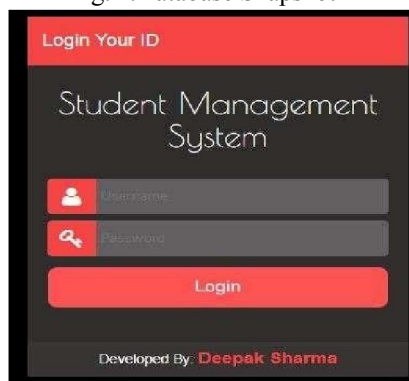 Login Your ID
Student Management
System
Username
Password
Login
Developed By: Deepak Sharma